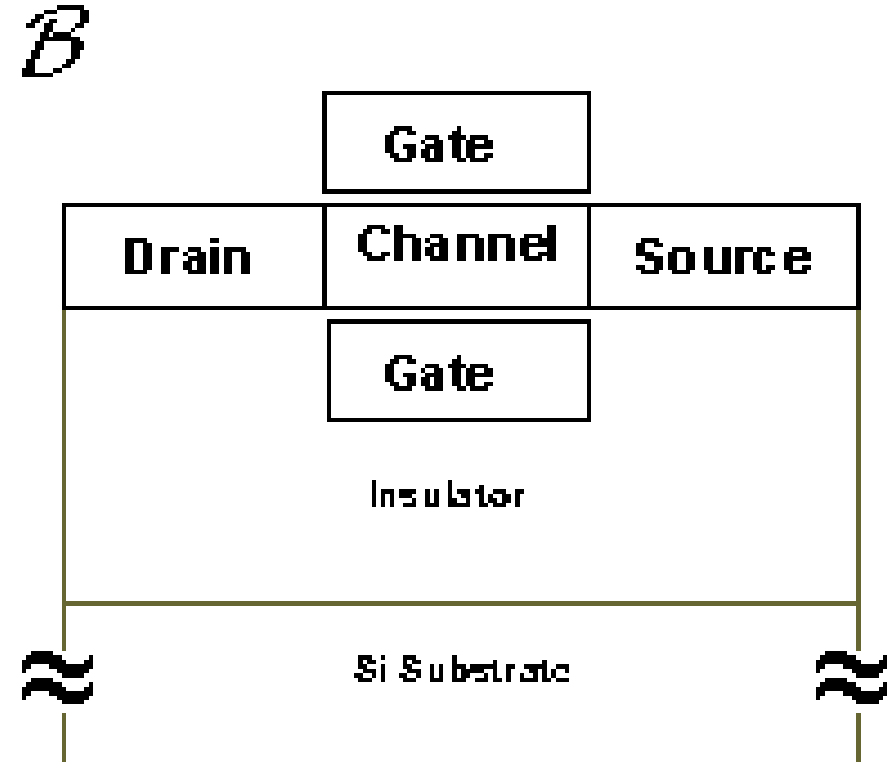 B
Gate
Drain Channel Source
Gate
Insulator
Si Substrate